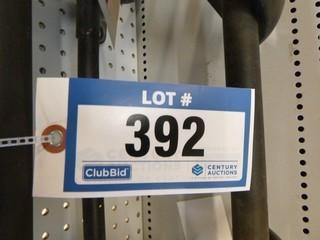 LOT #
392
ClubBid
CENTURY
AUCTIONS